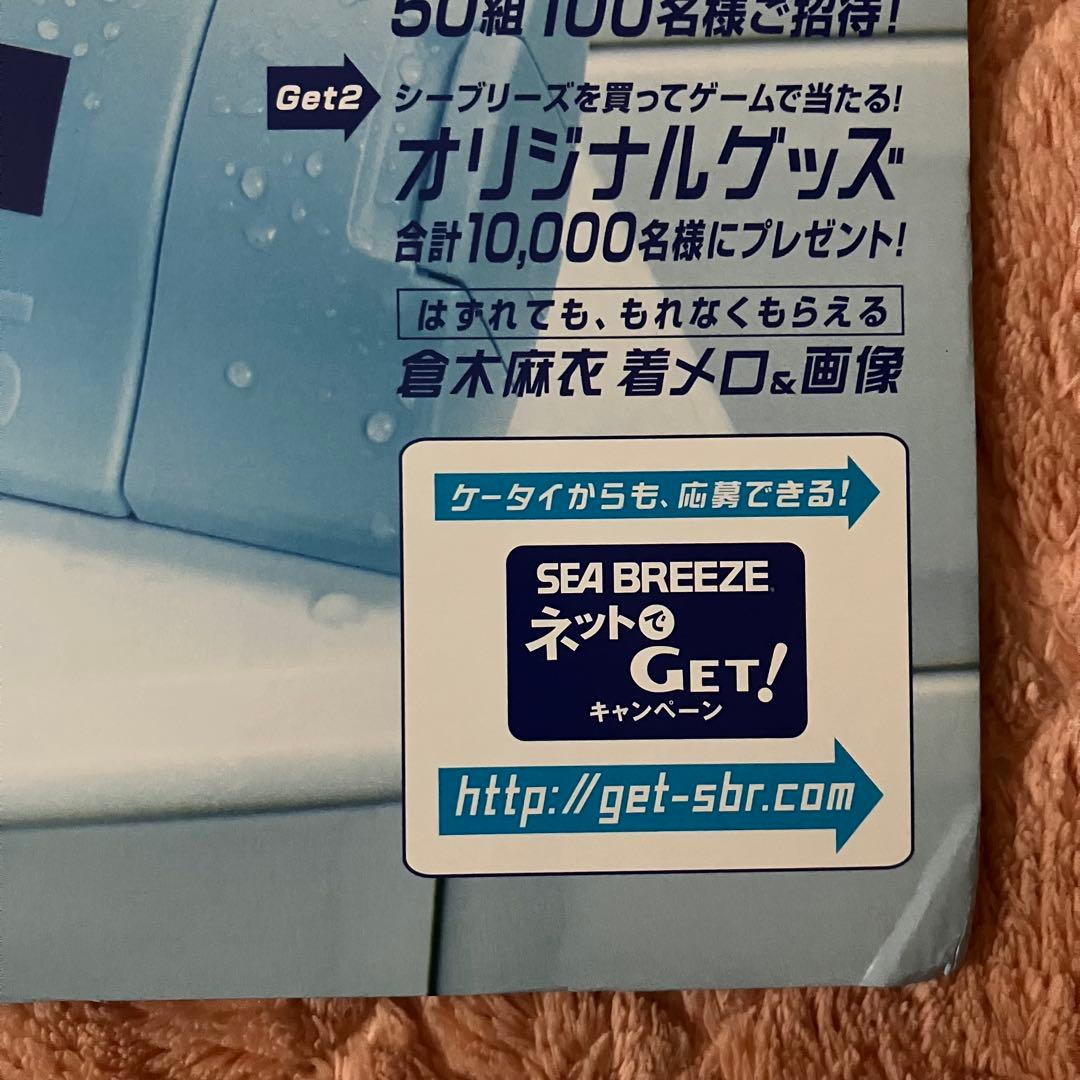 50組100名様ご招待!
Get2
シーブリーズを買ってゲームで当たる!
オリジナルグッズ
合計10,000名様にプレゼント!
はずれても、もれなくもらえる
倉木麻衣 着メロ&画像
ケータイからも、応募できる!
SEA BREEZE
ネットで
GET!
キャンペーン
http://get-sbr.com